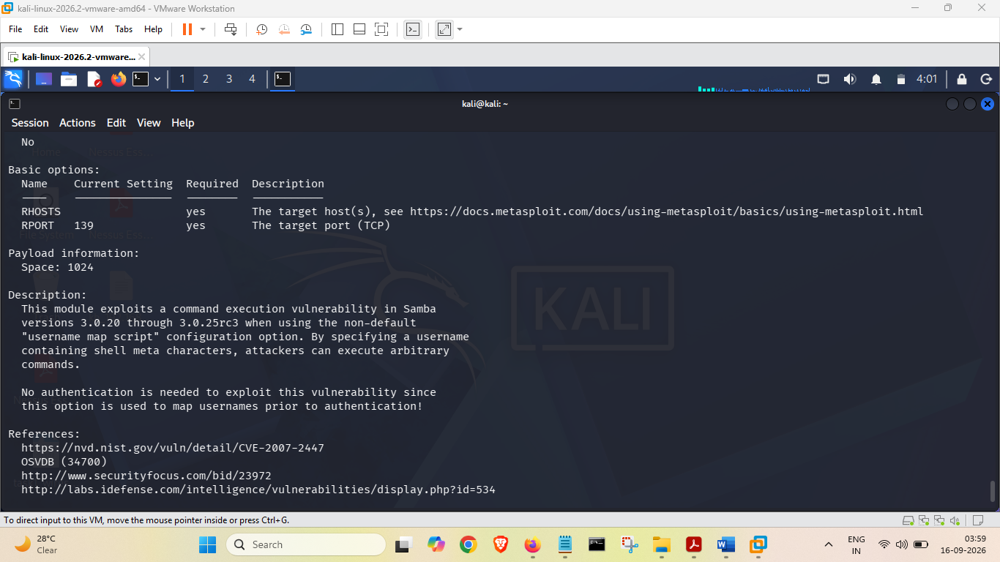 kali-linux-2026.2-vmware-amd64 - VMware Workstation
File Edit View VM Tabs Help
kali-linux-2026.2-vmware...
1 2 3 4 4:01
kali@kali: ~
Session Actions Edit View Help
No
Home Nessus Ess...
Basic options:
Name Current Setting Required Description
RHOSTS yes The target host(s), see https://docs.metasploit.com/docs/using-metasploit/basics/using-metasploit.html
RPORT 139 yes The target port (TCP)
File System Nessus Ess...
Payload information:
Space: 1024
Description:
This module exploits a command execution vulnerability in Samba
versions 3.0.20 through 3.0.25rc3 when using the non-default
"username map script" configuration option. By specifying a username
containing shell meta characters, attackers can execute arbitrary
commands.
KALI
No authentication is needed to exploit this vulnerability since
this option is used to map usernames prior to authentication!
References:
https://nvd.nist.gov/vuln/detail/CVE-2007-2447
OSVDB (34700)
http://www.securityfocus.com/bid/23972
http://labs.idefense.com/intelligence/vulnerabilities/display.php?id=534
To direct input to this VM, move the mouse pointer inside or press Ctrl+G.
28°C
Clear
Search
ENG
IN
03:59
16-09-2026